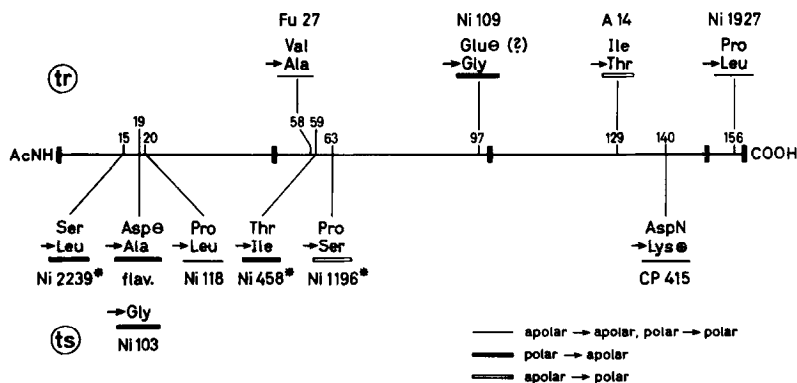 Fu 27 Ni 109 A 14 Ni 1927
Val Glu⊖ (?) Ile Pro
tr →Ala →Gly →Thr →Leu
19 58 59
15 20 63 97 129 140 156
AcNH COOH
Ser Asp⊖ Pro Thr Pro AspN
→Leu →Ala →Leu →Ile →Ser →Lys⊕
Ni 2239* flav. Ni 118 Ni 458* Ni 1196* CP 415
→Gly
ts Ni 103
apolar → apolar, polar → polar
polar → apolar
apolar → polar